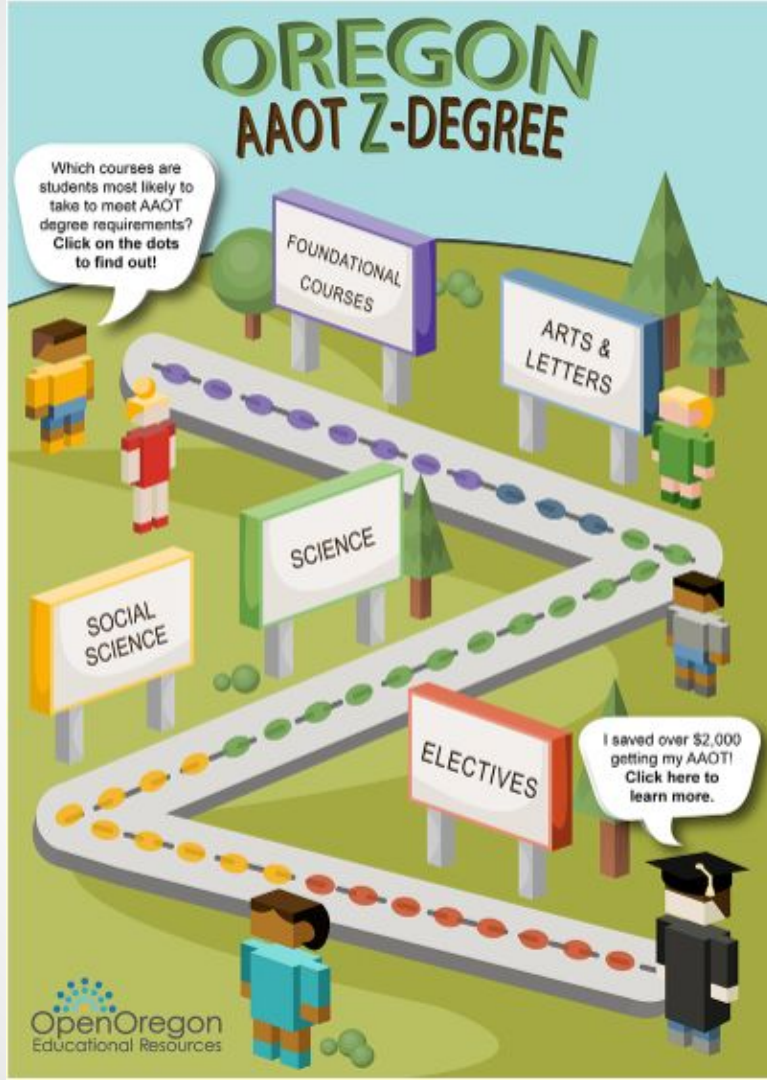 OREGON
AAOT Z-DEGREE
Which courses are
students most likely to
take to meet AAOT
degree requirements?
Click on the dots
to find out!
FOUNDATIONAL
COURSES
ARTS &
LETTERS
SCIENCE
SOCIAL
SCIENCE
ELECTIVES
I saved over $2,000
getting my AAOT!
Click here to
learn more.
OpenOregon
Educational Resources